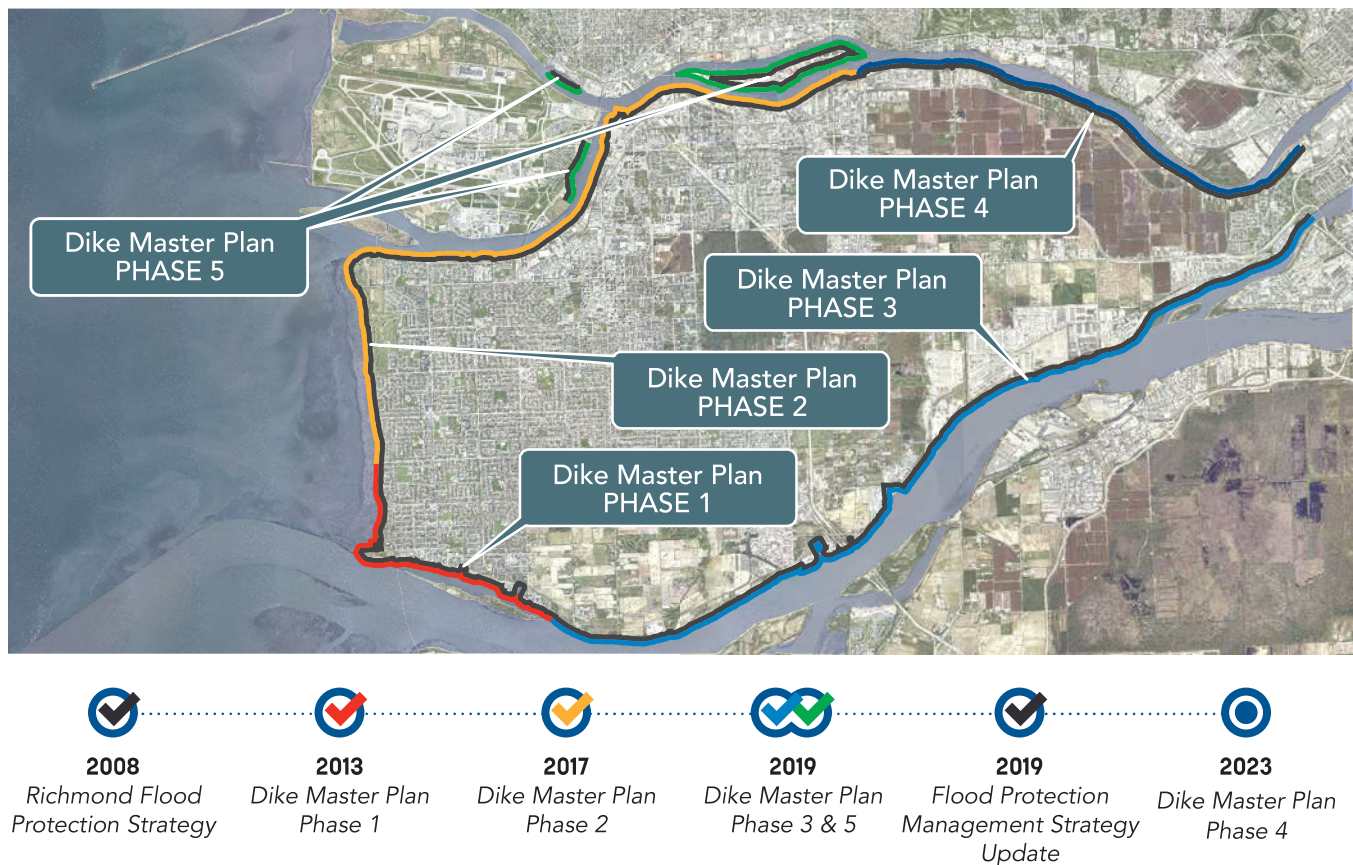 Dike Master Plan
PHASE 4
Dike Master Plan
PHASE 5
Dike Master Plan
PHASE 3
Dike Master Plan
PHASE 2
Dike Master Plan
PHASE 1
2008
Richmond Flood
Protection Strategy
2013
Dike Master Plan
Phase 1
2017
Dike Master Plan
Phase 2
2019
Dike Master Plan
Phase 3 & 5
2019
Flood Protection
Management Strategy
Update
2023
Dike Master Plan
Phase 4